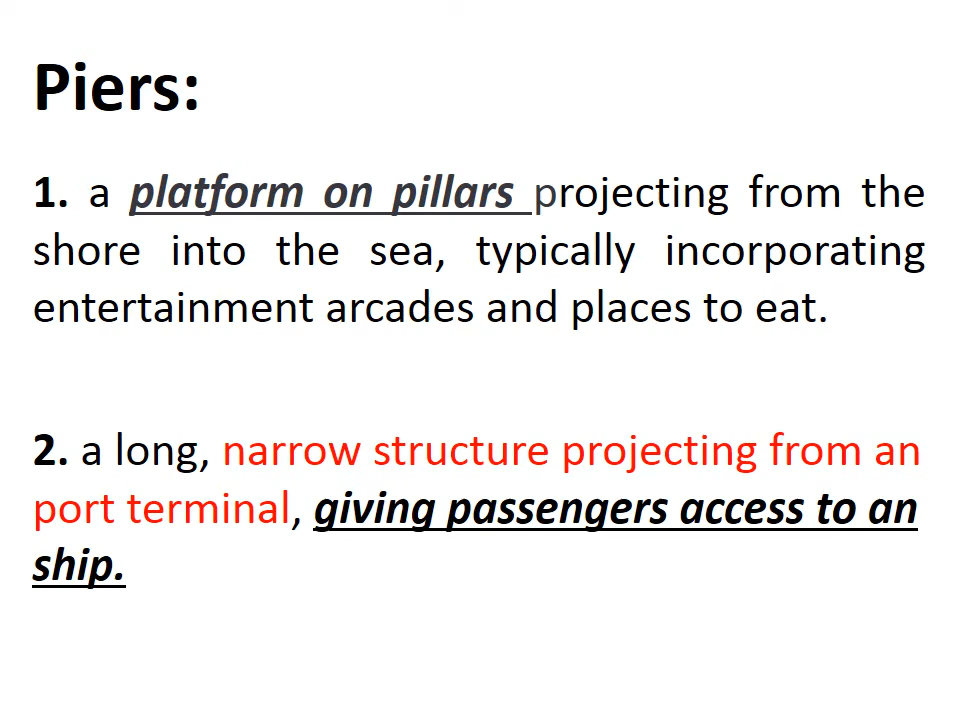 Piers:
1. a platform on pillars projecting from the
shore into the sea, typically incorporating
entertainment arcades and places to eat.
2. a long, narrow structure projecting from an
port terminal, giving passengers access to an
ship.